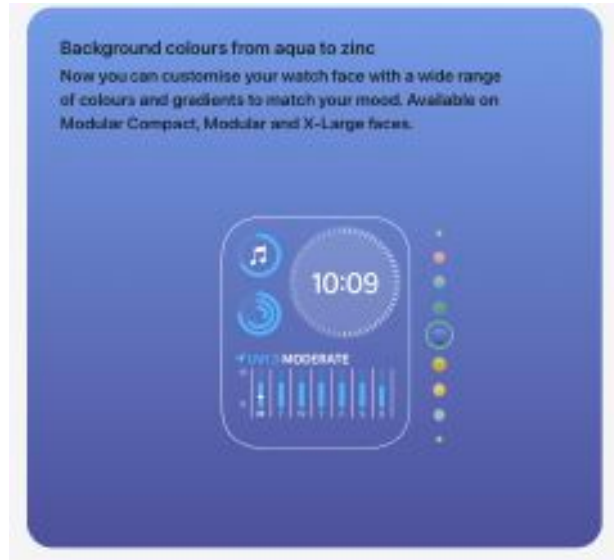 Background colours from aqua to zinc
Now you can customise your watch face with a wide range
of colours and gradients to match your mood. Available on
Modular Compact, Modular and X-Large faces.
10:09
MODERATE